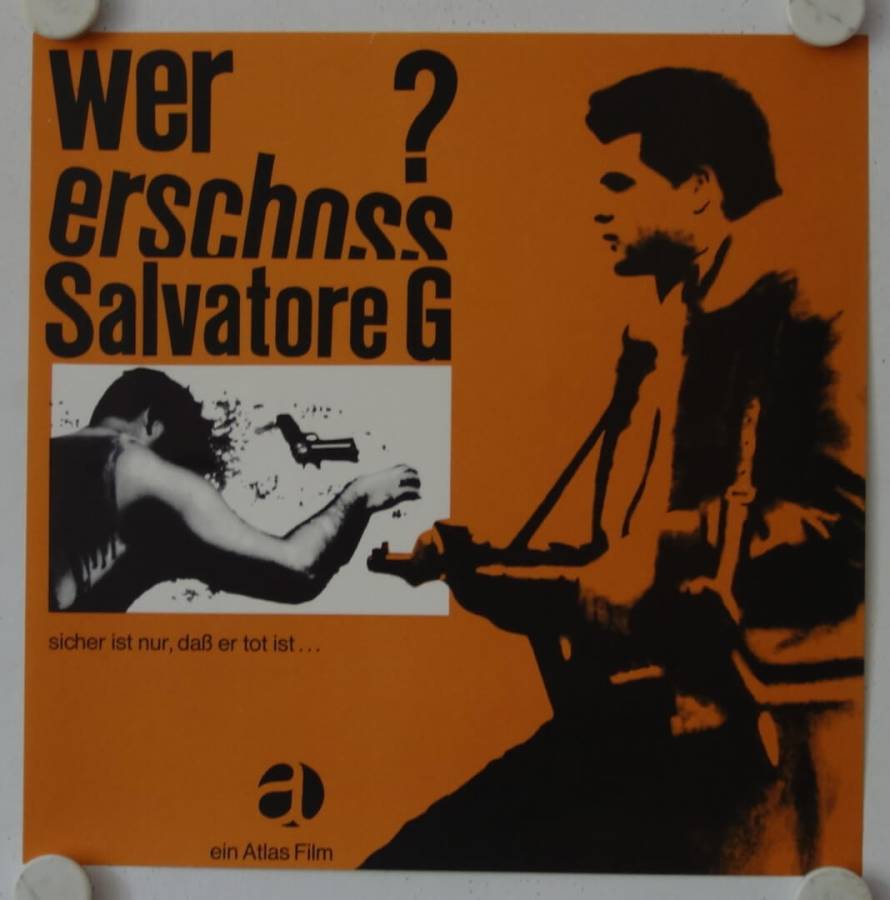 wer ?
erschoss
Salvatore G
sicher ist nur, daß er tot ist...
a
ein Atlas Film